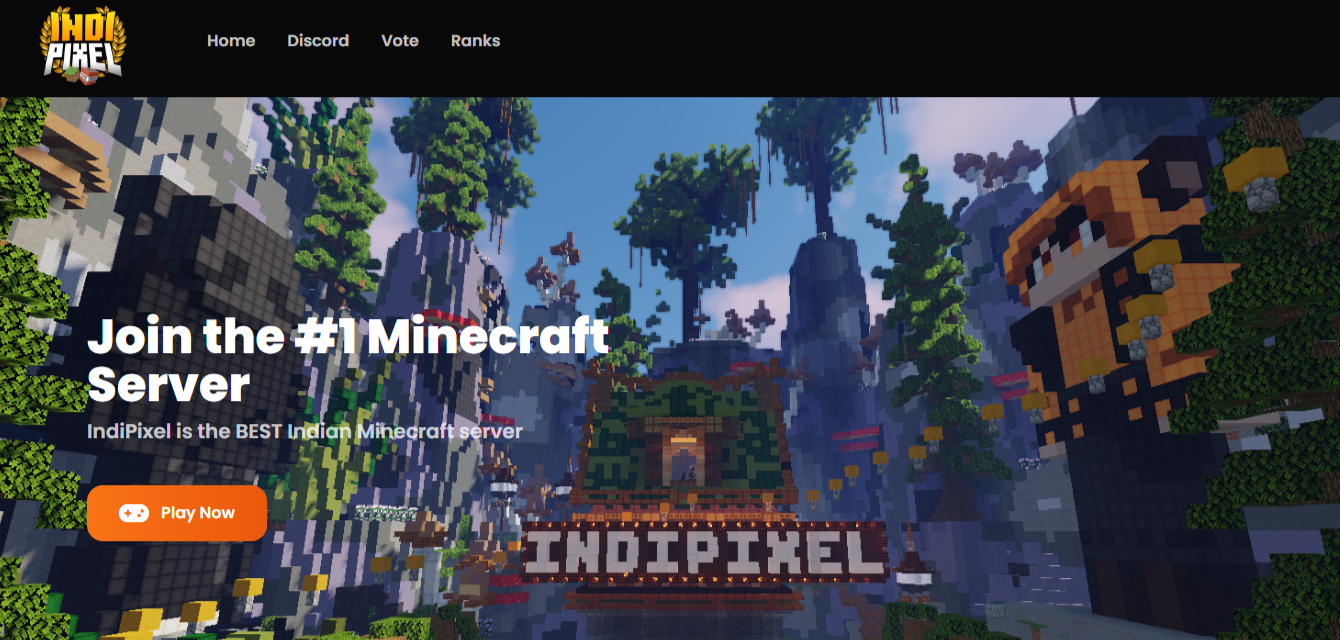 INDI
PIXEL
Home
Discord
Vote
Ranks
Join the #1 Minecraft
Server
IndiPixel is the BEST Indian Minecraft server
Play Now
INDIPIXEL